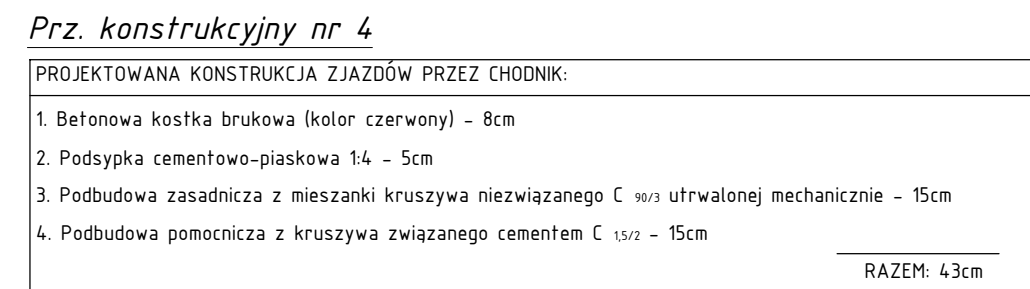 Prz. konstrukcyjny nr 4
PROJEKTOWANA KONSTRUKCJA ZJAZDÓW PRZEZ CHODNIK:
1. Betonowa kostka brukowa (kolor czerwony) - 8cm
2. Podsypka cementowo-piaskowa 1:4 - 5cm
3. Podbudowa zasadnicza z mieszanki kruszywa niezwiązanego C 90/3 utrwalonej mechanicznie - 15cm
4. Podbudowa pomocnicza z kruszywa związanego cementem C 1,5/2 - 15cm
RAZEM: 43cm